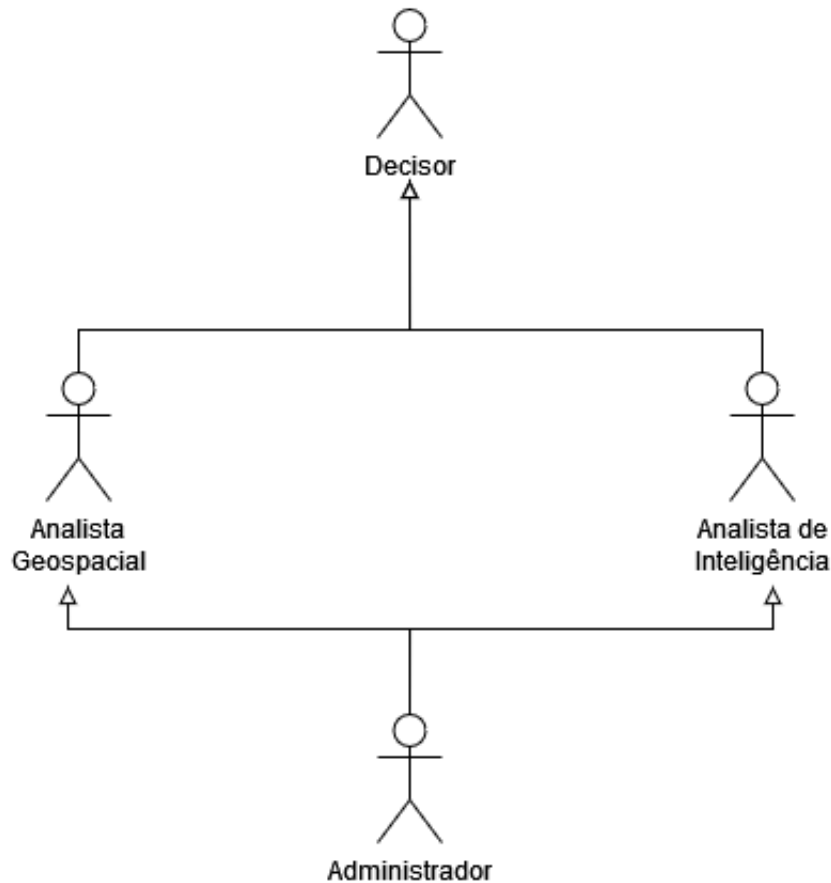 Decisor
Analista
Geospacial
Analista de
Inteligência
Administrador